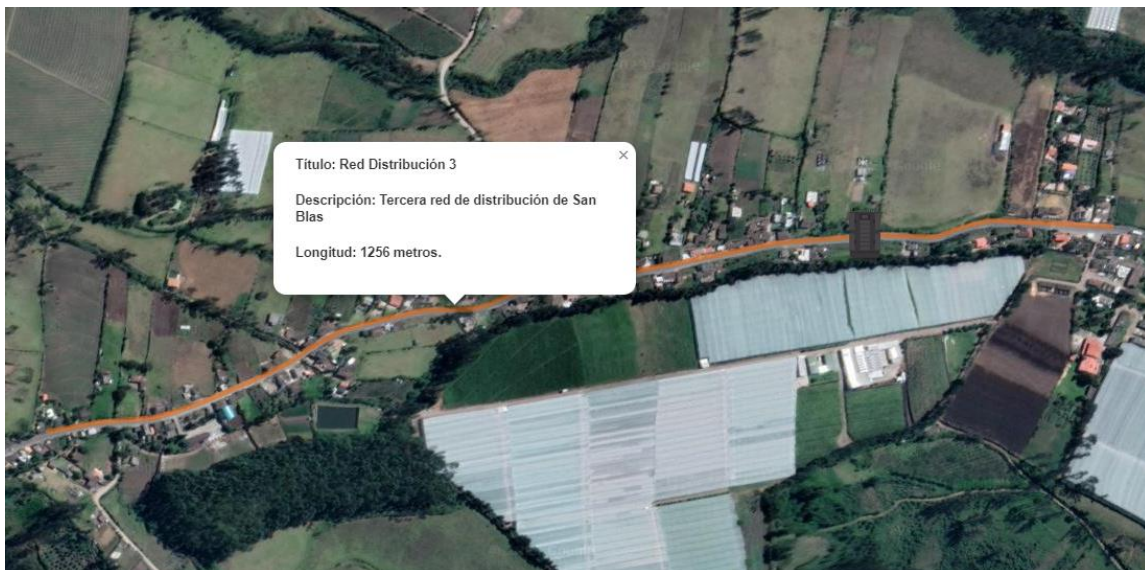 Título: Red Distribución 3
Descripción: Tercera red de distribución de San
Blas
Longitud: 1256 metros.